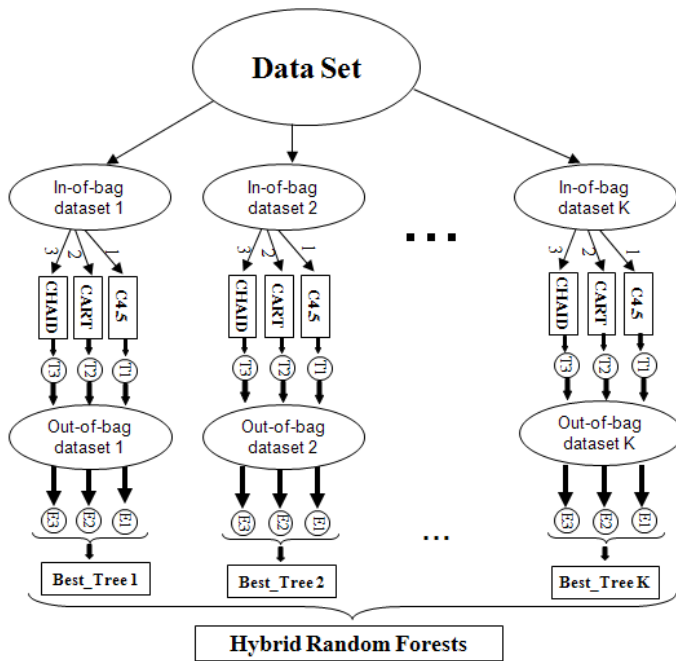 Data Set
In-of-bag
dataset 1
In-of-bag
dataset 2
In-of-bag
dataset K
...
3 2 1
3 2 1
3 2 1
CHAID CART C4.5
CHAID CART C4.5
CHAID CART C4.5
T3 T2 T1
T3 T2 T1
T3 T2 T1
Out-of-bag
dataset 1
Out-of-bag
dataset 2
Out-of-bag
dataset K
E3 E2 E1
E3 E2 E1
E3 E2 E1
...
Best_Tree 1
Best_Tree 2
Best_Tree K
Hybrid Random Forests